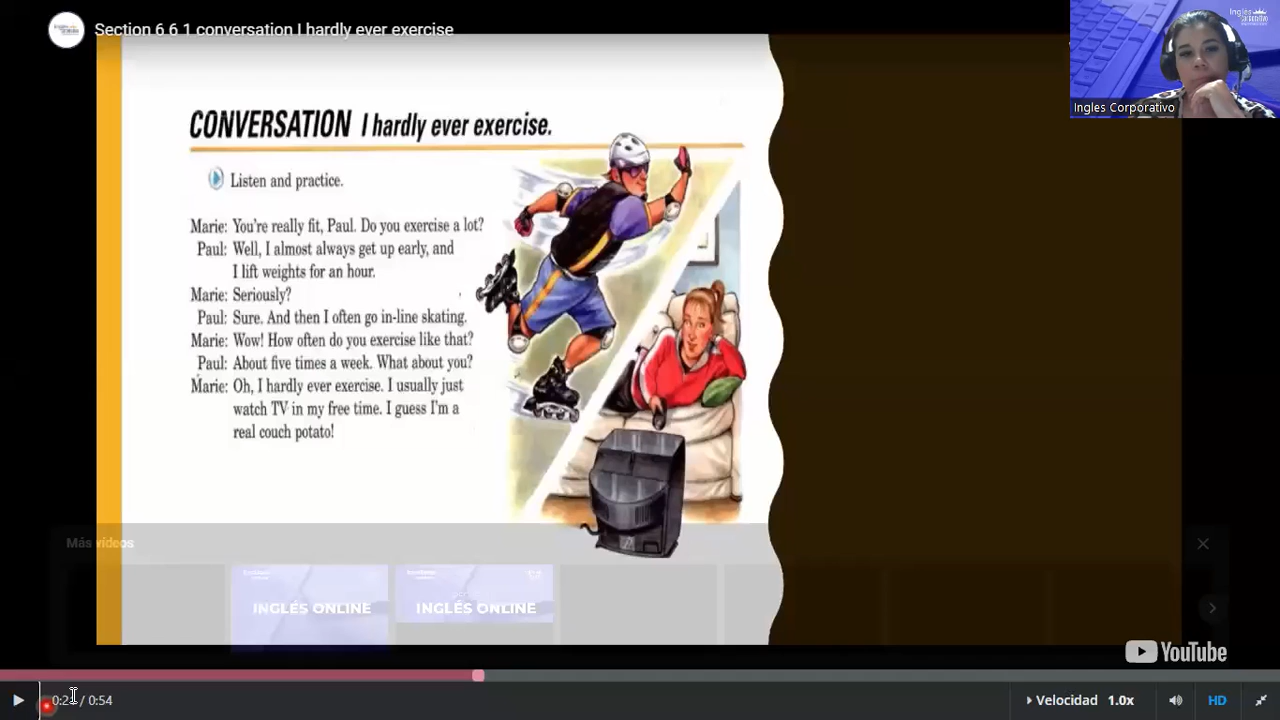 Section 6 6 1 conversation I hardly ever exercise
Ingles Corporativo
CONVERSATION I hardly ever exercise.
Listen and practice.
Marie: You're really fit, Paul. Do you exercise a lot?
Paul: Well, I almost always get up early, and
I lift weights for an hour.
Marie: Seriously?
Paul: Sure. And then I often go in-line skating.
Marie: Wow! How often do you exercise like that?
Paul: About five times a week. What about you?
Marie: Oh, I hardly ever exercise. I usually just
watch TV in my free time. I guess I'm a
real couch potato!
Más vídeos
INGLÉS ONLINE
INGLÉS ONLINE
YouTube
/ 0:54
Velocidad 1.0x
HD